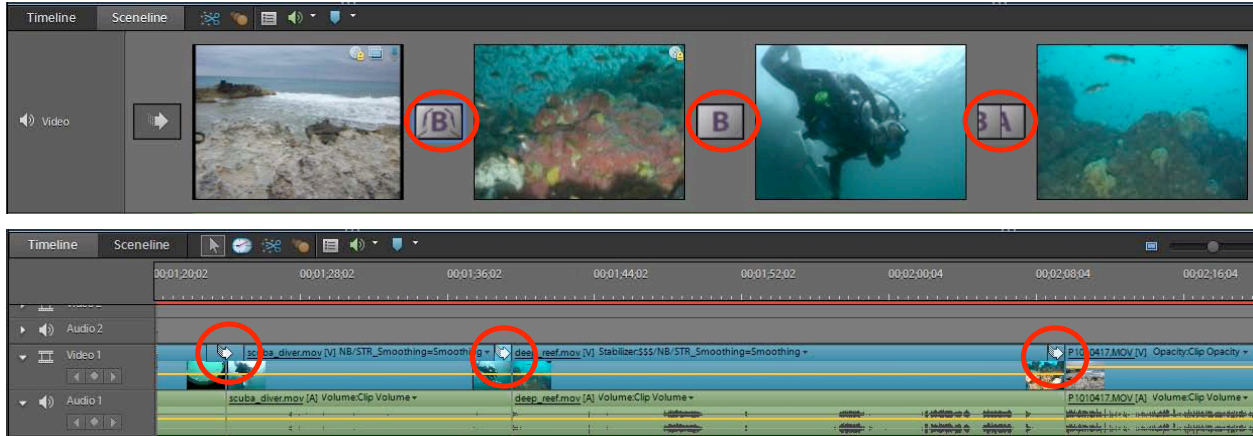 Timeline Sceneline
Video
B B B A
Timeline Sceneline
00;01;20;02 00;01;28;02 00;01;36;02 00;01;44;02 00;01;52;02 00;02;00;04 00;02;08;04 00;02;16;04
Audio 2
Video 1 scuba_diver.mov [V] NB/STR_Smoothing=Smoothing deep_reef.mov [V] Stabilizer:$$$/NB/STR_Smoothing=Smoothing P1010417.MOV [V] Opacity:Clip Opacity
Audio 1 scuba_diver.mov [A] Volume:Clip Volume deep_reef.mov [A] Volume:Clip Volume P1010417.MOV [A] Volume:Clip Volume